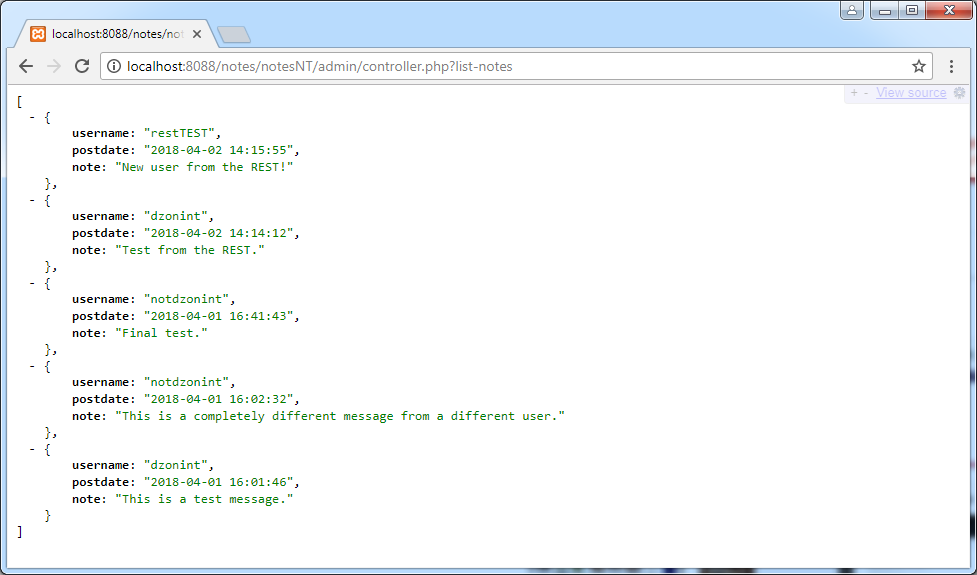 localhost:8088/notes/not
localhost:8088/notes/notesNT/admin/controller.php?list-notes
+ - View source
[
- {
username: "restTEST",
postdate: "2018-04-02 14:15:55",
note: "New user from the REST!"
},
- {
username: "dzonint",
postdate: "2018-04-02 14:14:12",
note: "Test from the REST."
},
- {
username: "notdzonint",
postdate: "2018-04-01 16:41:43",
note: "Final test."
},
- {
username: "notdzonint",
postdate: "2018-04-01 16:02:32",
note: "This is a completely different message from a different user."
},
- {
username: "dzonint",
postdate: "2018-04-01 16:01:46",
note: "This is a test message."
}
]